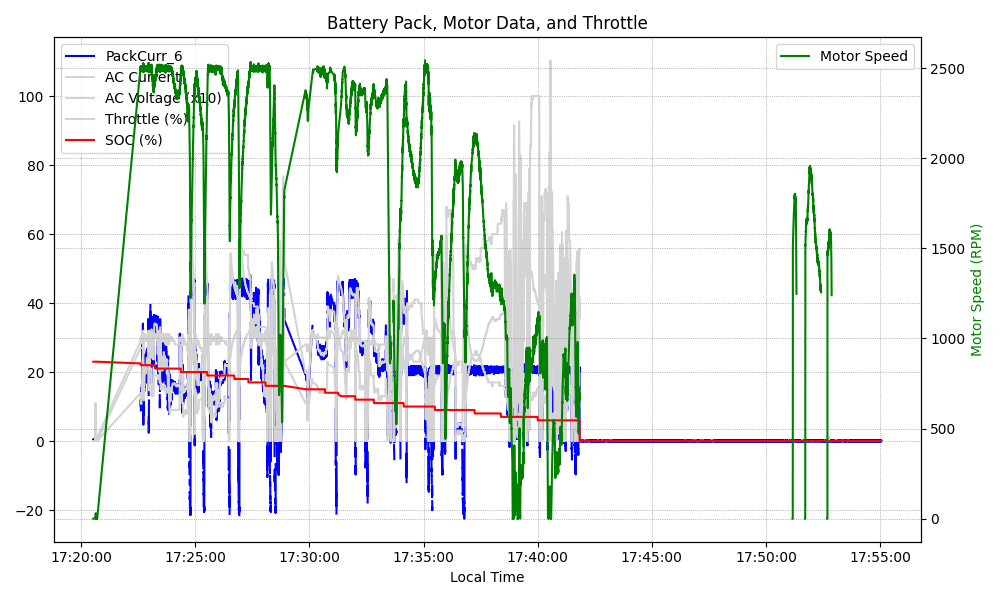 Battery Pack, Motor Data, and Throttle
PackCurr_6
AC Current
AC Voltage (x10)
Throttle (%)
SOC (%)
Motor Speed
100
80
60
40
20
0
−20
2500
2000
1500
1000
500
0
Motor Speed (RPM)
17:20:00 17:25:00 17:30:00 17:35:00 17:40:00 17:45:00 17:50:00 17:55:00
Local Time